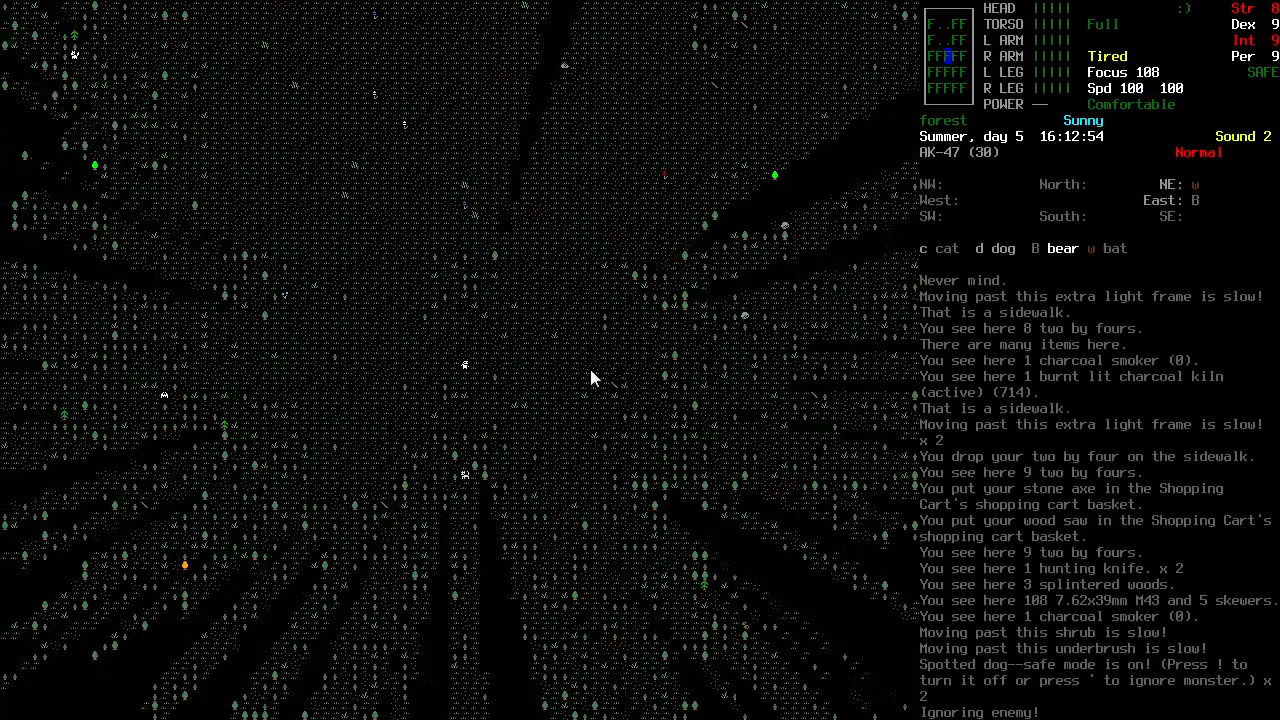 HEAD ||||| :) Str 8
F..FF TORSO ||||| Full Dex 9
F..FF L ARM ||||| Int 9
FFFFF R ARM ||||| Tired Per 9
FFFFF L LEG ||||| Focus 108 SAFE
FFFFF R LEG ||||| Spd 100 100
POWER -- Comfortable
forest Sunny
Summer, day 5 16:12:54 Sound 2
AK-47 (30) Normal
NW: North: NE: w
West: East: B
SW: South: SE:
c cat d dog B bear w bat
Never mind.
Moving past this extra light frame is slow!
That is a sidewalk.
You see here 8 two by fours.
There are many items here.
You see here 1 charcoal smoker (0).
You see here 1 burnt lit charcoal kiln
(active) (714).
That is a sidewalk.
Moving past this extra light frame is slow!
x 2
You drop your two by four on the sidewalk.
You see here 9 two by fours.
You put your stone axe in the Shopping
Cart's shopping cart basket.
You put your wood saw in the Shopping Cart's
shopping cart basket.
You see here 9 two by fours.
You see here 1 hunting knife. x 2
You see here 3 splintered woods.
You see here 108 7.62x39mm M43 and 5 skewers.
You see here 1 charcoal smoker (0).
Moving past this shrub is slow!
Moving past this underbrush is slow!
Spotted dog--safe mode is on! (Press ! to
turn it off or press ' to ignore monster.) x
2
Ignoring enemy!